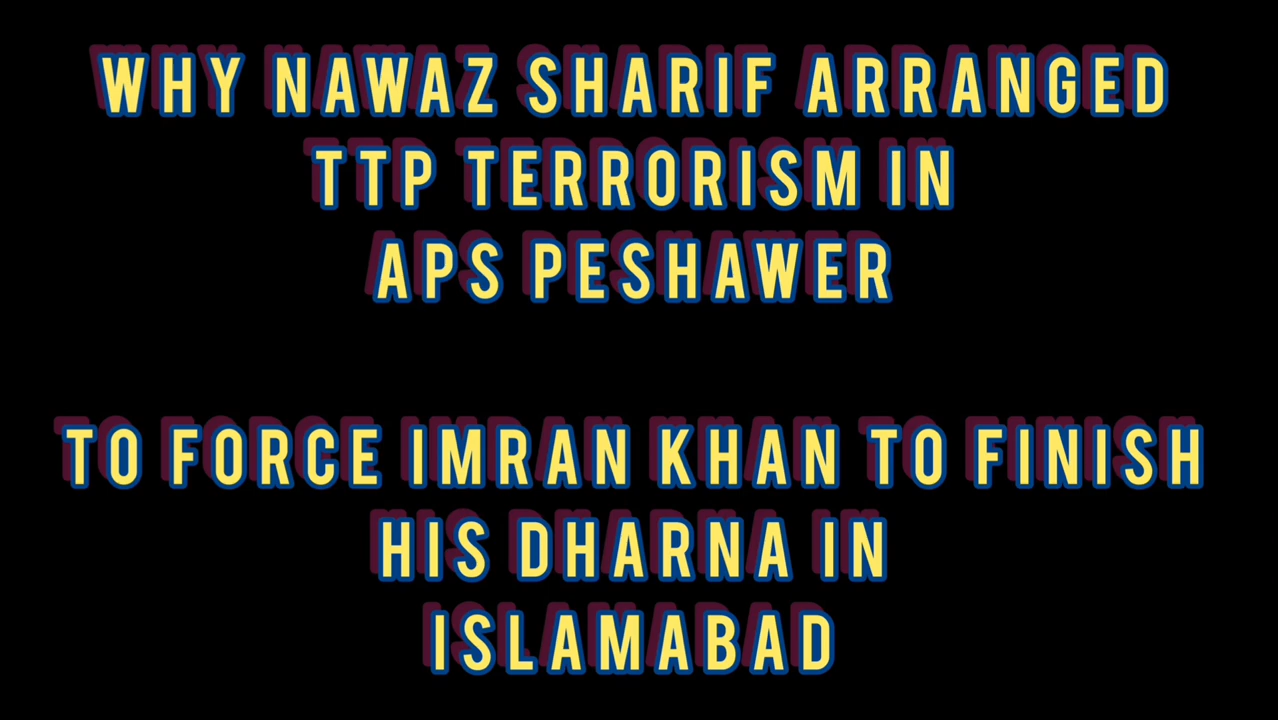 WHY NAWAZ SHARIF ARRANGED
TTP TERRORISM IN
APS PESHAWER
TO FORCE IMRAN KHAN TO FINISH
HIS DHARNA IN
ISLAMABAD